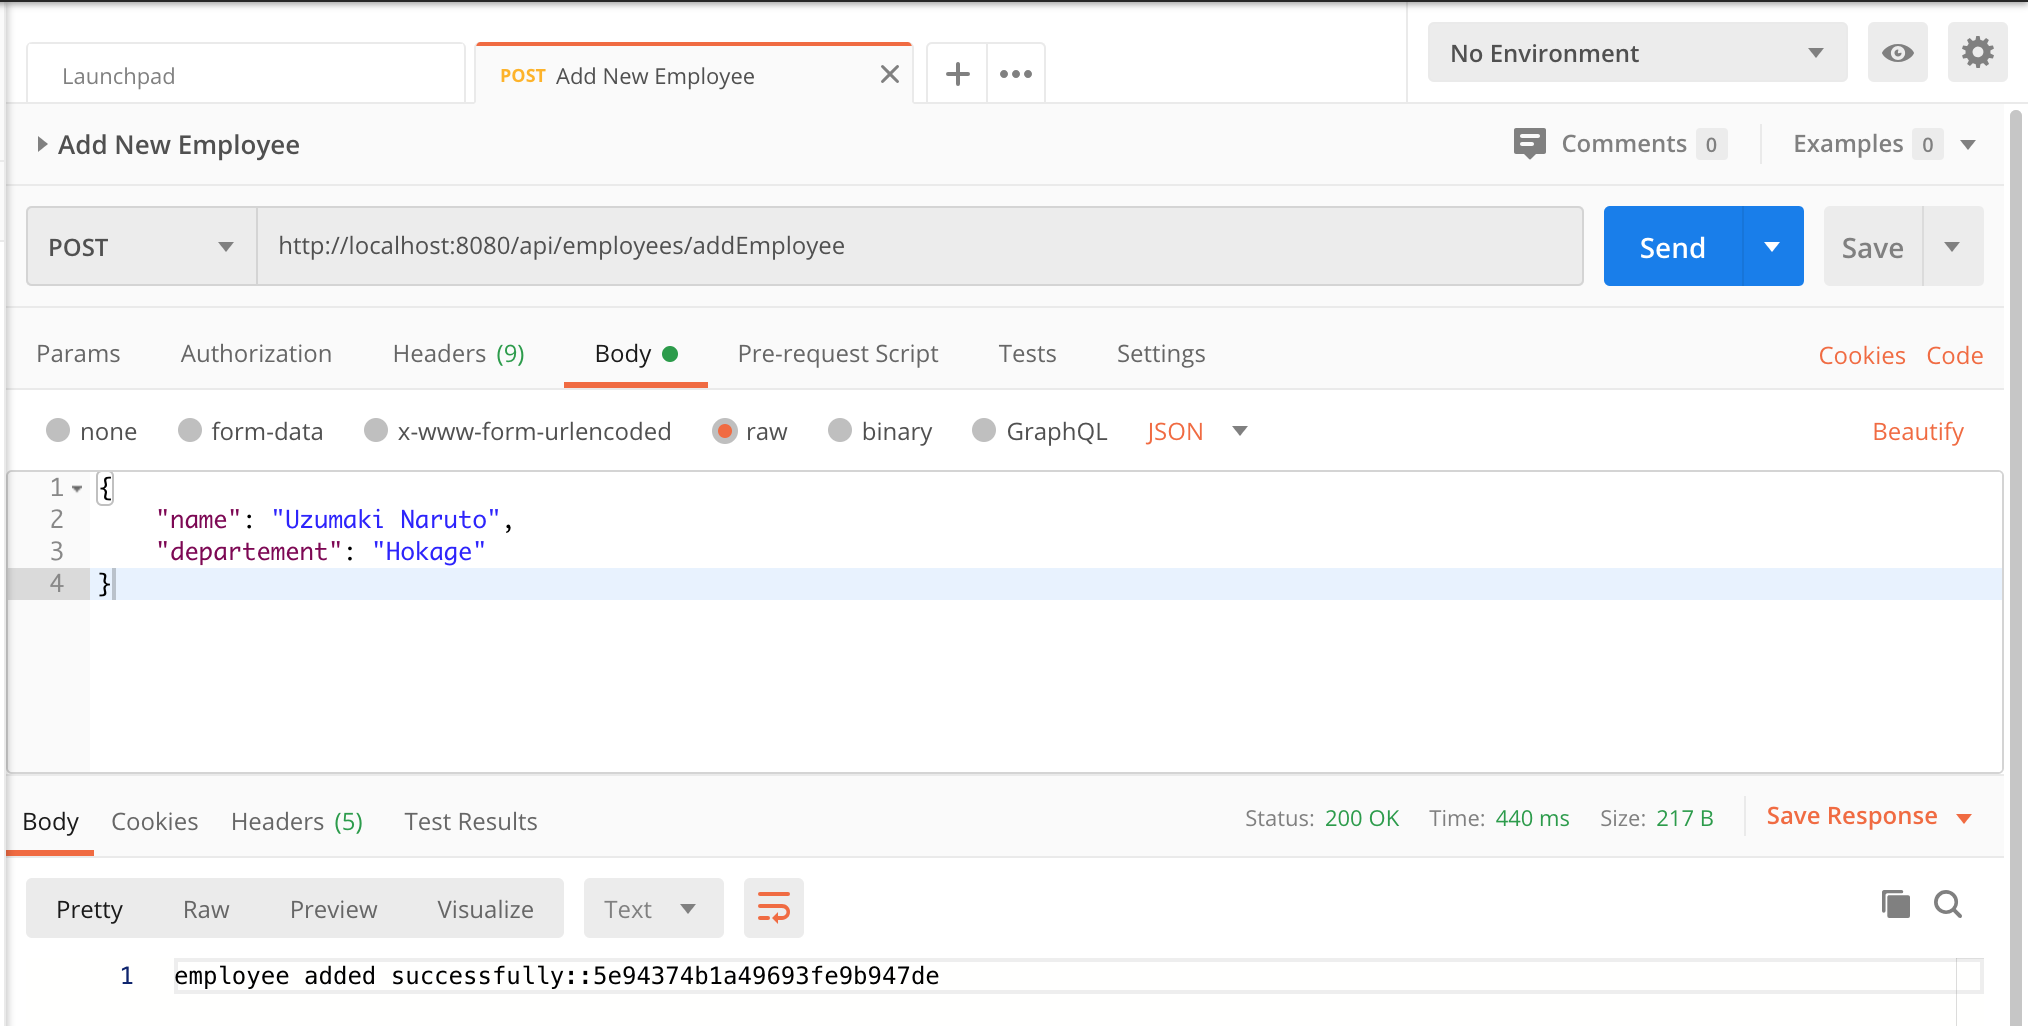 Launchpad
POST Add New Employee
No Environment
Add New Employee
Comments 0
Examples 0
POST
http://localhost:8080/api/employees/addEmployee
Send
Save
Params Authorization Headers (9) Body Pre-request Script Tests Settings Cookies Code
none form-data x-www-form-urlencoded raw binary GraphQL JSON Beautify
1 {
2 "name": "Uzumaki Naruto",
3 "departement": "Hokage"
4 }
Body Cookies Headers (5) Test Results Status: 200 OK Time: 440 ms Size: 217 B Save Response
Pretty Raw Preview Visualize Text
1 employee added successfully::5e94374b1a49693fe9b947de